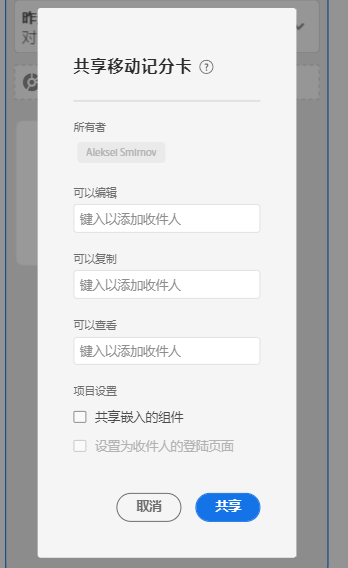 昨
对
共享移动记分卡 ?
所有者
Aleksei Smirnov
可以编辑
键入以添加收件人
可以复制
键入以添加收件人
可以查看
键入以添加收件人
项目设置
共享嵌入的组件
设置为收件人的登陆页面
取消 共享